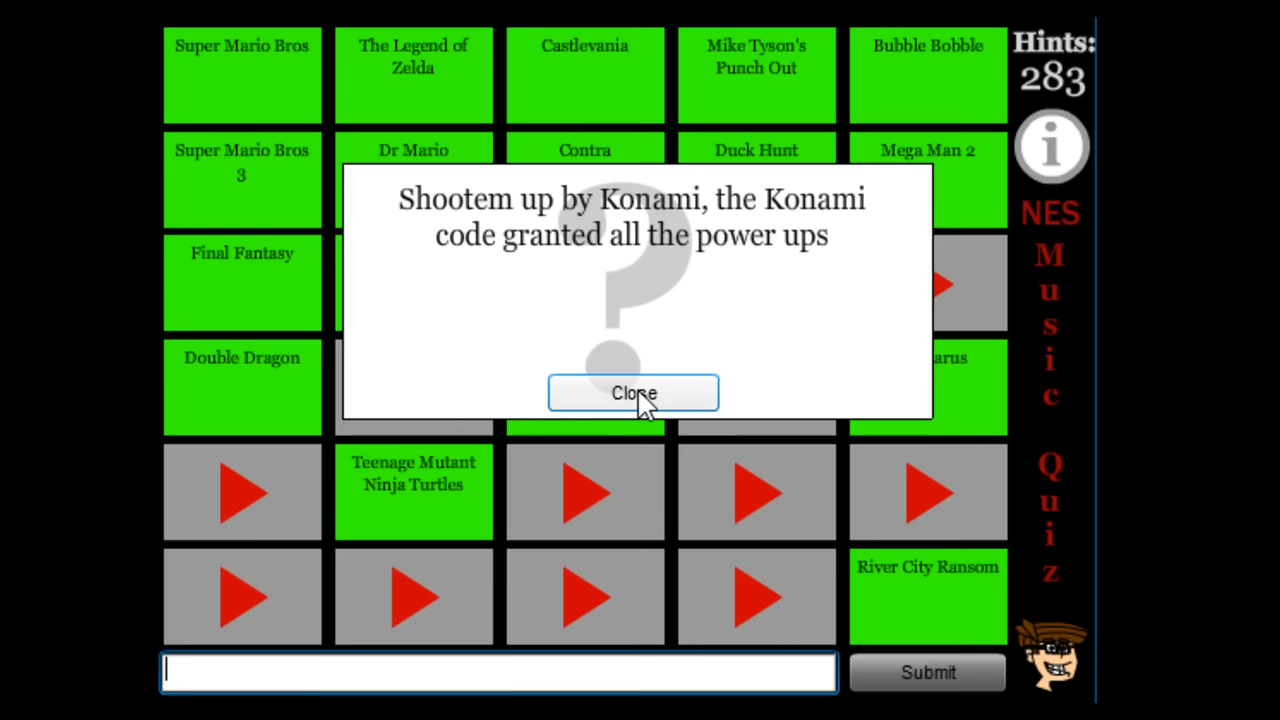 Super Mario Bros
The Legend of
Zelda
Castlevania
Mike Tyson's
Punch Out
Bubble Bobble
Hints:
283
i
Super Mario Bros
3
Dr Mario
Contra
Duck Hunt
Mega Man 2
Shootem up by Konami, the Konami
code granted all the power ups
?
Close
NES
M
u
s
i
c
Q
u
i
z
Final Fantasy
Double Dragon
arus
Teenage Mutant
Ninja Turtles
River City Ransom
Submit